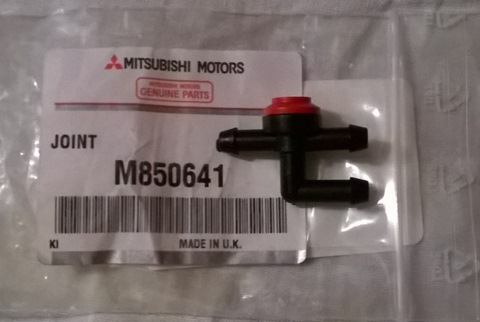 MITSUBISHI MOTORS
MITSUBISHI MOTORS
GENUINE PARTS
JOINT
M850641
KI
MADE IN U.K.